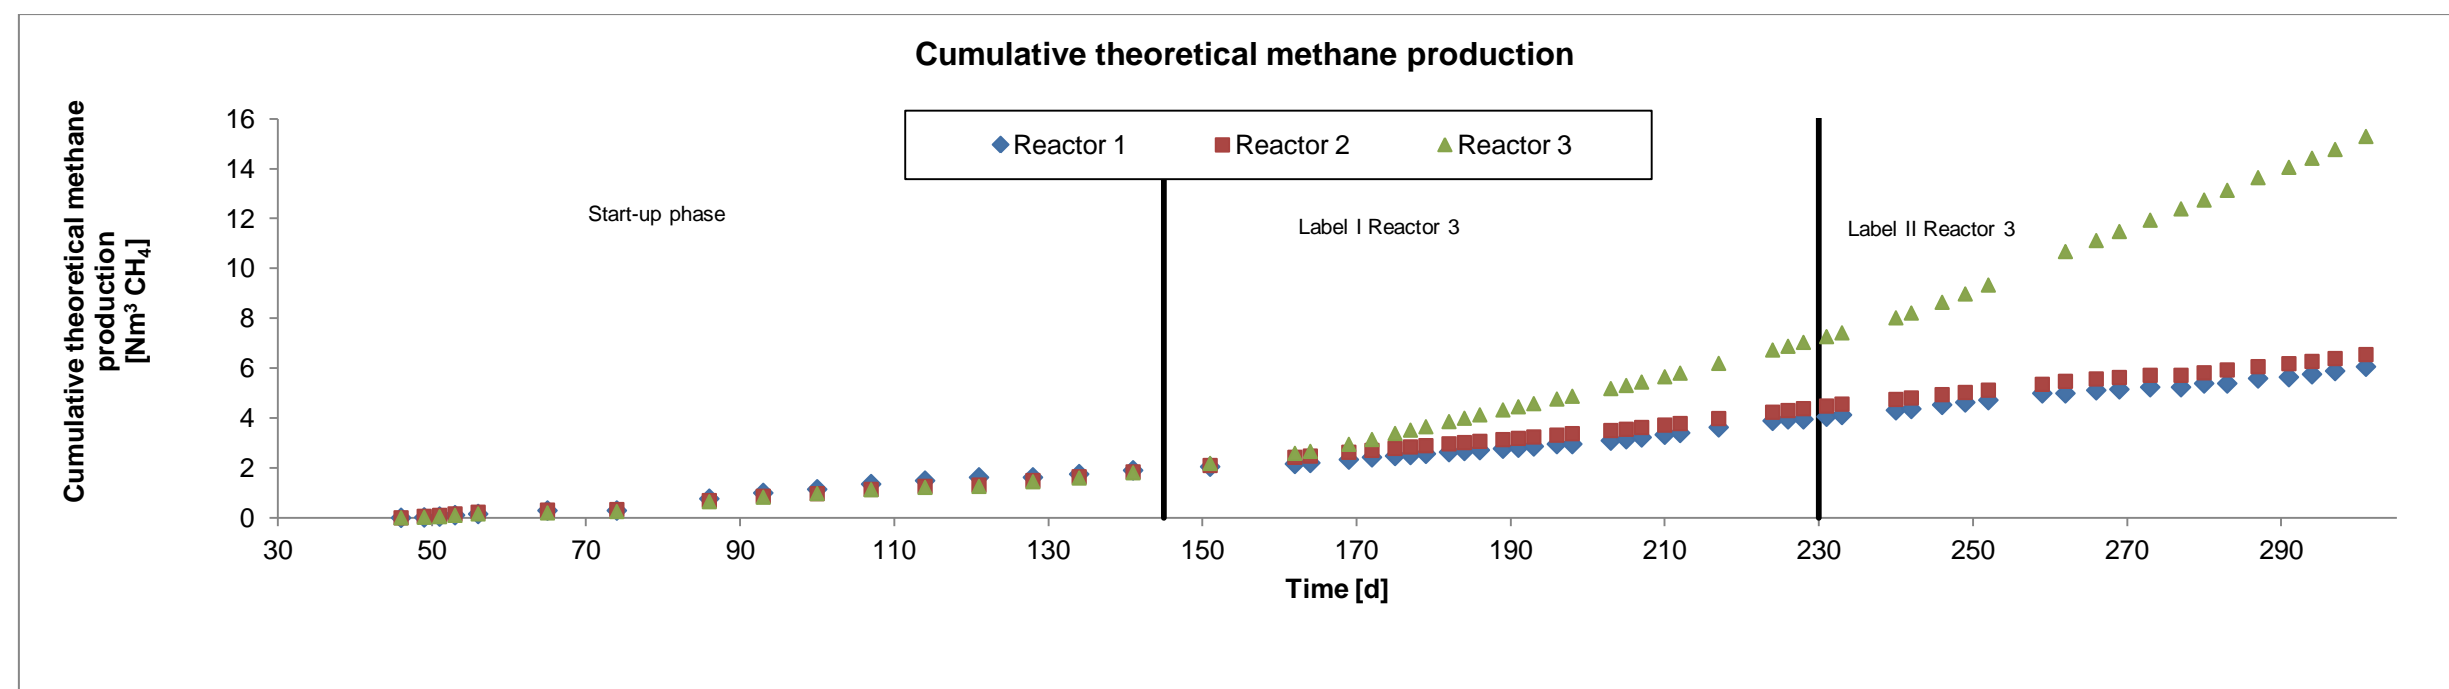 Cumulative theoretical methane production
Cumulative theoretical methane
production
[Nm³ CH₄]
16
14
12
10
8
6
4
2
0
Reactor 1 Reactor 2 Reactor 3
Start-up phase
Label I Reactor 3
Label II Reactor 3
30 50 70 90 110 130 150 170 190 210 230 250 270 290
Time [d]